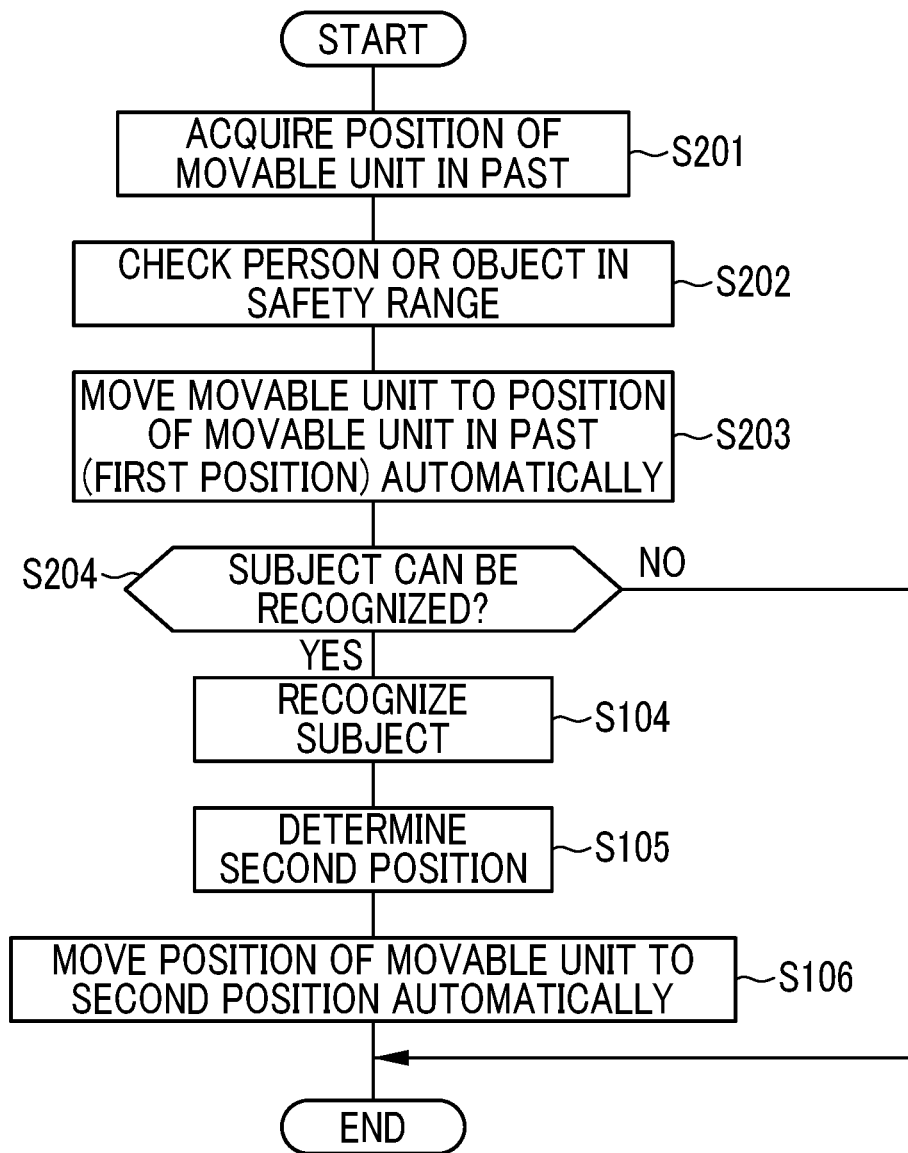 START
ACQUIRE POSITION OF
MOVABLE UNIT IN PAST
S201
CHECK PERSON OR OBJECT IN
SAFETY RANGE
S202
MOVE MOVABLE UNIT TO POSITION
OF MOVABLE UNIT IN PAST
(FIRST POSITION) AUTOMATICALLY
S203
S204
SUBJECT CAN BE
RECOGNIZED?
NO
YES
RECOGNIZE
SUBJECT
S104
DETERMINE
SECOND POSITION
S105
MOVE POSITION OF MOVABLE UNIT TO
SECOND POSITION AUTOMATICALLY
S106
END